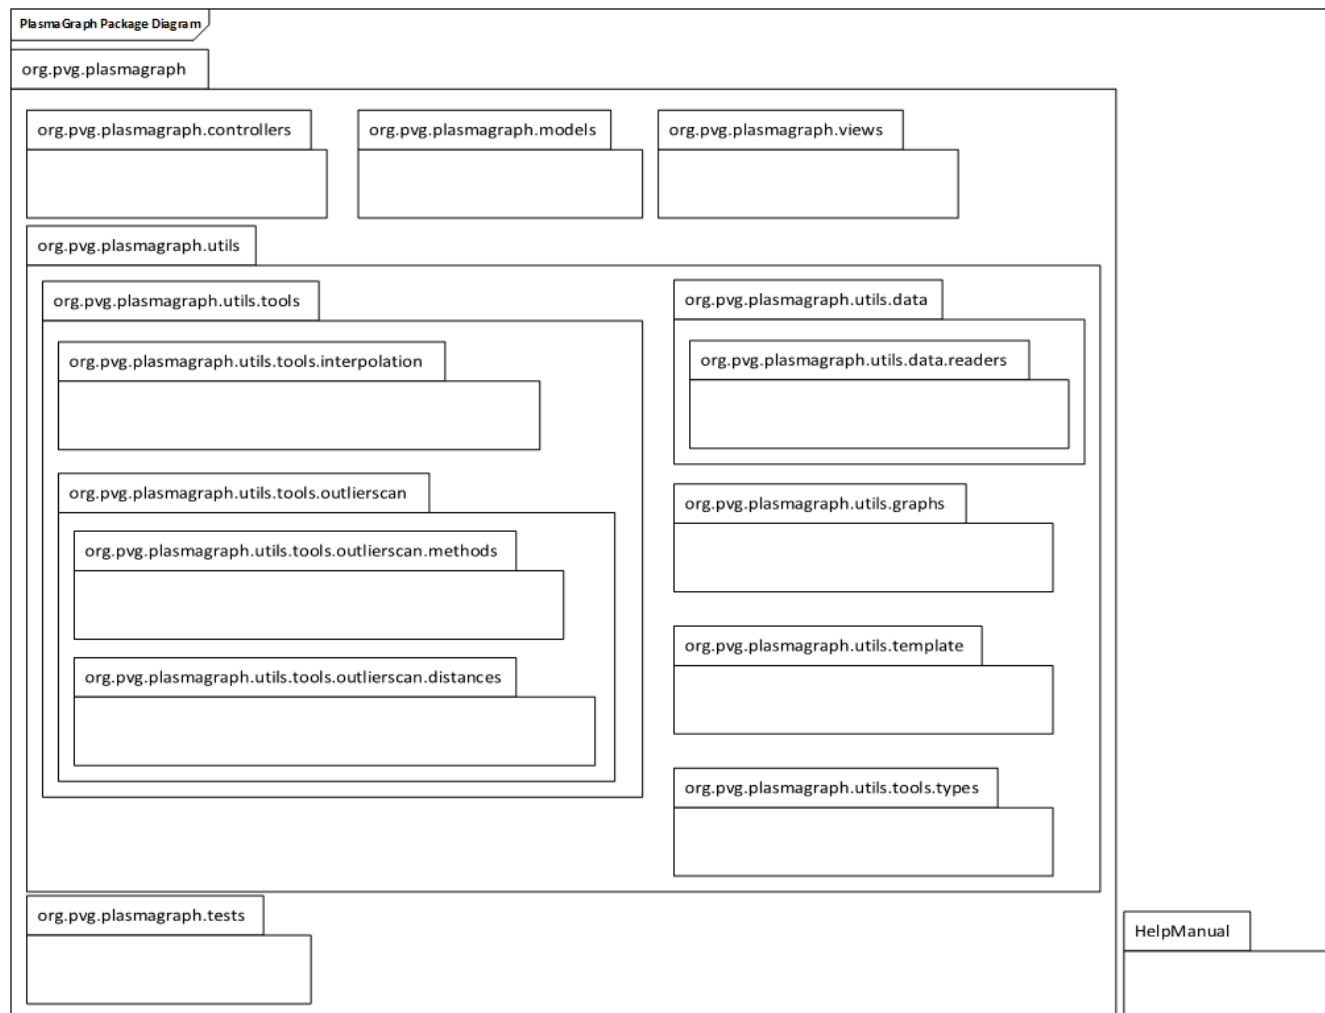 PlasmaGraph Package Diagram
org.pvg.plasmagraph
org.pvg.plasmagraph.controllers
org.pvg.plasmagraph.models
org.pvg.plasmagraph.views
org.pvg.plasmagraph.utils
org.pvg.plasmagraph.utils.tools
org.pvg.plasmagraph.utils.data
org.pvg.plasmagraph.utils.tools.interpolation
org.pvg.plasmagraph.utils.data.readers
org.pvg.plasmagraph.utils.tools.outlierscan
org.pvg.plasmagraph.utils.graphs
org.pvg.plasmagraph.utils.tools.outlierscan.methods
org.pvg.plasmagraph.utils.template
org.pvg.plasmagraph.utils.tools.outlierscan.distances
org.pvg.plasmagraph.utils.tools.types
org.pvg.plasmagraph.tests
HelpManual